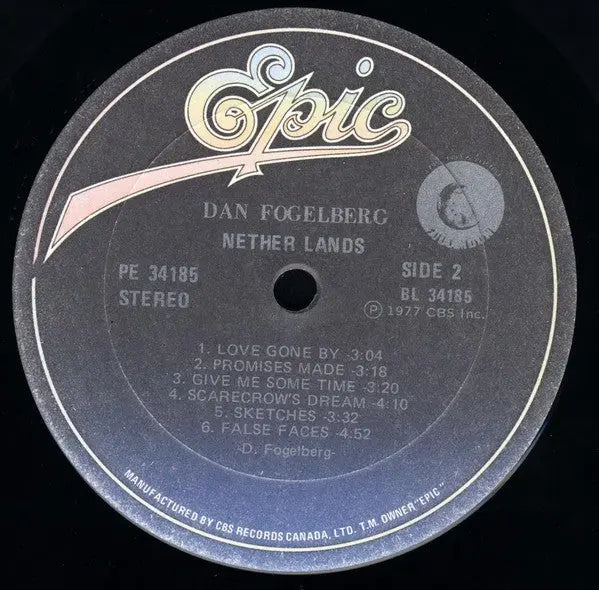 Epic
DAN FOGELBERG
NETHER LANDS
PE 34185
STEREO
SIDE 2
BL 34185
Ⓟ 1977 CBS Inc.
1. LOVE GONE BY -3:04
2. PROMISES MADE -3:18
3. GIVE ME SOME TIME -3:20
4. SCARECROW'S DREAM -4:10
5. SKETCHES -3:32
6. FALSE FACES -4:52
-D. Fogelberg-
MANUFACTURED BY CBS RECORDS CANADA, LTD. T.M. OWNER "EPIC"